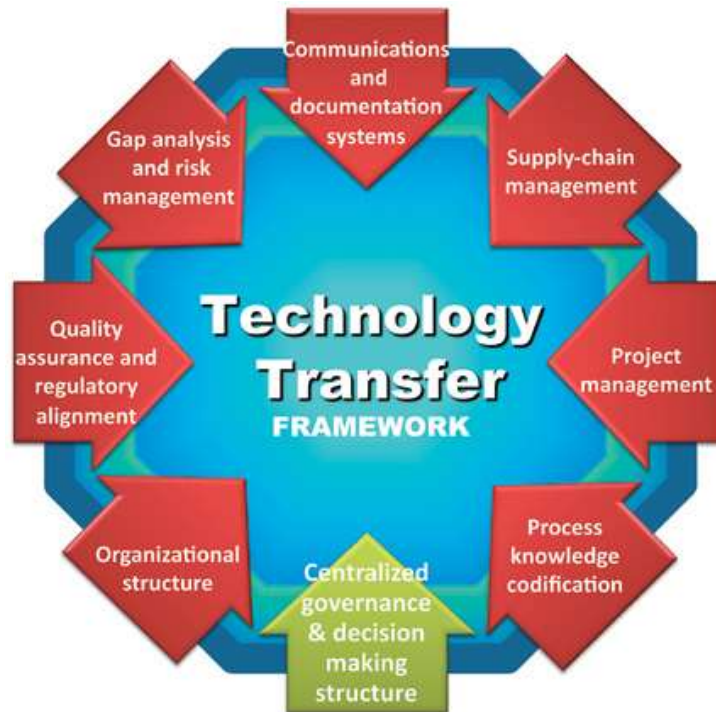 Communications
and
documentation
systems
Gap analysis
and risk
management
Supply-chain
management
Technology
Transfer
FRAMEWORK
Quality
assurance and
regulatory
alignment
Project
management
Organizational
structure
Process
knowledge
codification
Centralized
governance
& decision
making
structure